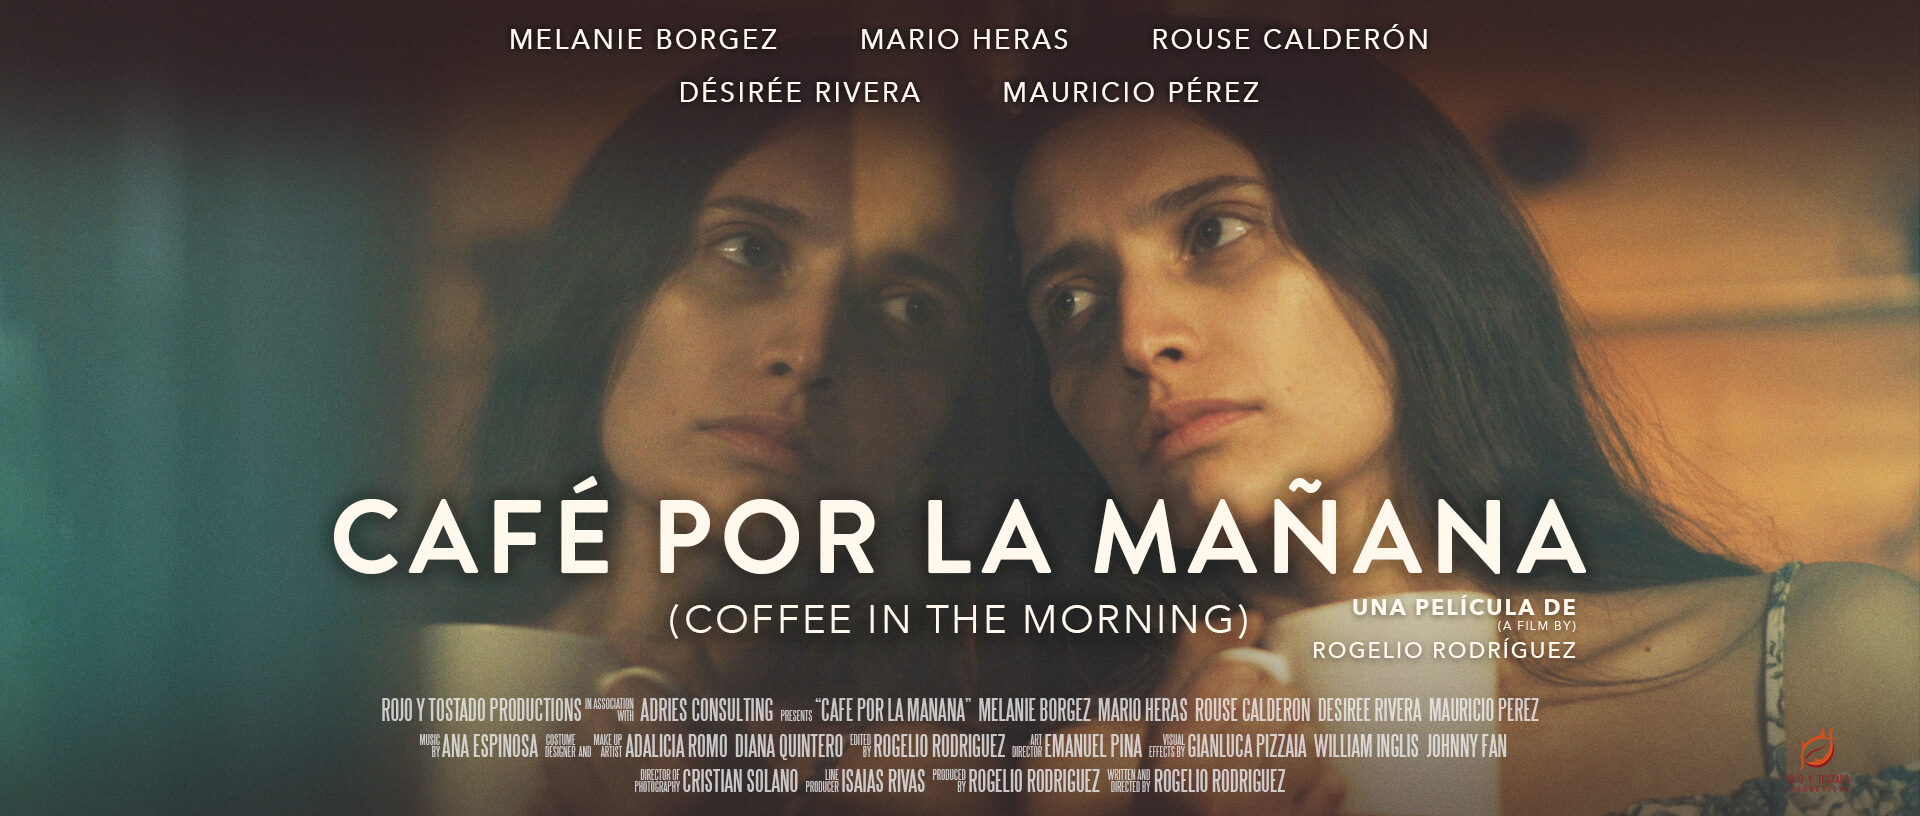 MELANIE BORGEZ MARIO HERAS ROUSE CALDERÓN
DÉSIRÉE RIVERA MAURICIO PÉREZ
CAFÉ POR LA MAÑANA
(COFFEE IN THE MORNING)
UNA PELÍCULA DE
(A FILM BY)
ROGELIO RODRÍGUEZ
ROJO Y TOSTADO PRODUCTIONS IN ASSOCIATION WITH ADRIES CONSULTING PRESENTS "CAFE POR LA MANANA" MELANIE BORGEZ MARIO HERAS ROUSE CALDERON DESIREE RIVERA MAURICIO PEREZ
MUSIC BY ANA ESPINOSA COSTUME DESIGNER AND MAKE UP ARTIST ADALICIA ROMO DIANA QUINTERO EDITED BY ROGELIO RODRIGUEZ ART DIRECTOR EMANUEL PINA VISUAL EFFECTS BY GIANLUCA PIZZAIA WILLIAM INGLIS JOHNNY FAN
DIRECTOR OF PHOTOGRAPHY CRISTIAN SOLANO LINE PRODUCER ISAIAS RIVAS PRODUCED BY ROGELIO RODRIGUEZ WRITTEN AND DIRECTED BY ROGELIO RODRIGUEZ